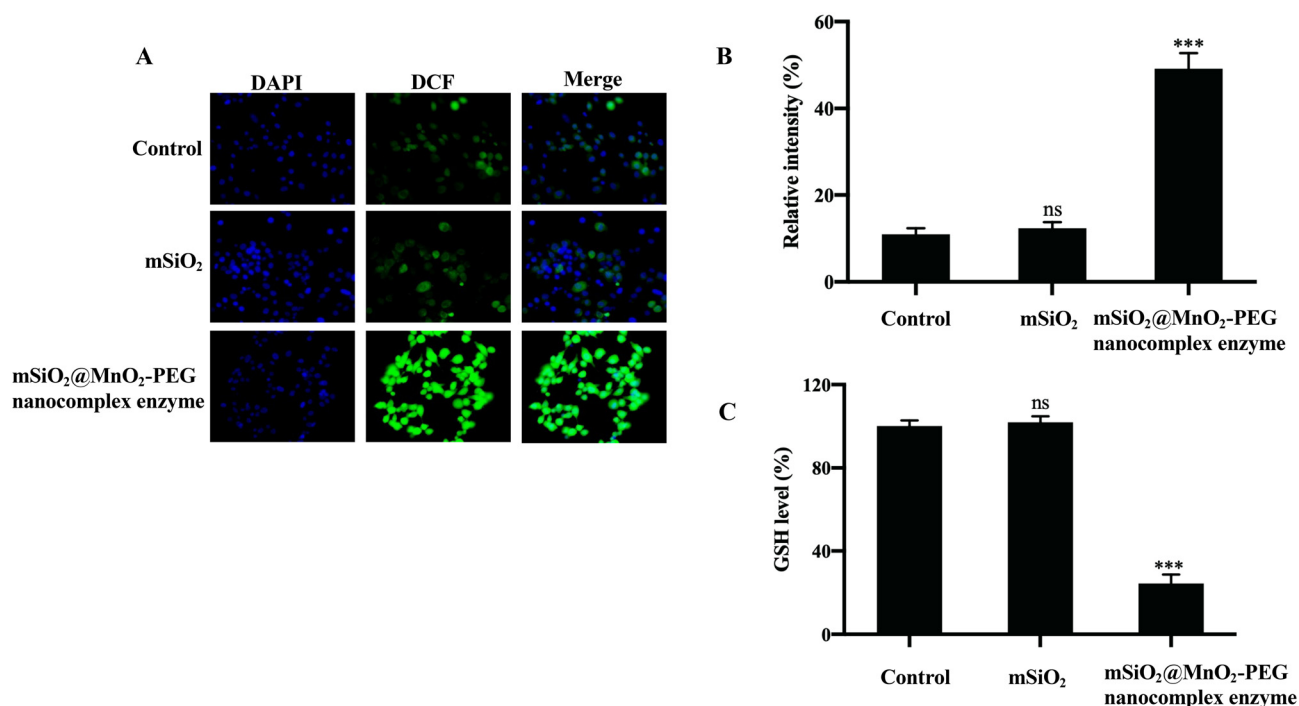 A
DAPI DCF Merge
Control
mSiO₂
mSiO₂@MnO₂-PEG
nanocomplex enzyme
B
Relative intensity (%)
60
40
20
0
ns
***
Control mSiO₂ mSiO₂@MnO₂-PEG
nanocomplex enzyme
C
GSH level (%)
120
80
40
0
ns
***
Control mSiO₂ mSiO₂@MnO₂-PEG
nanocomplex enzyme